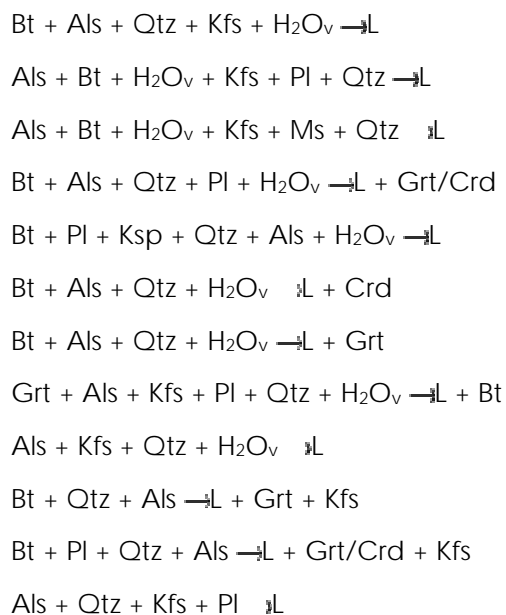 Bt + Als + Qtz + Kfs + H₂Oᵥ → L
Als + Bt + H₂Oᵥ + Kfs + Pl + Qtz → L
Als + Bt + H₂Oᵥ + Kfs + Ms + Qtz → L
Bt + Als + Qtz + Pl + H₂Oᵥ → L + Grt/Crd
Bt + Pl + Ksp + Qtz + Als + H₂Oᵥ → L
Bt + Als + Qtz + H₂Oᵥ → L + Crd
Bt + Als + Qtz + H₂Oᵥ → L + Grt
Grt + Als + Kfs + Pl + Qtz + H₂Oᵥ → L + Bt
Als + Kfs + Qtz + H₂Oᵥ → L
Bt + Qtz + Als → L + Grt + Kfs
Bt + Pl + Qtz + Als → L + Grt/Crd + Kfs
Als + Qtz + Kfs + Pl → L